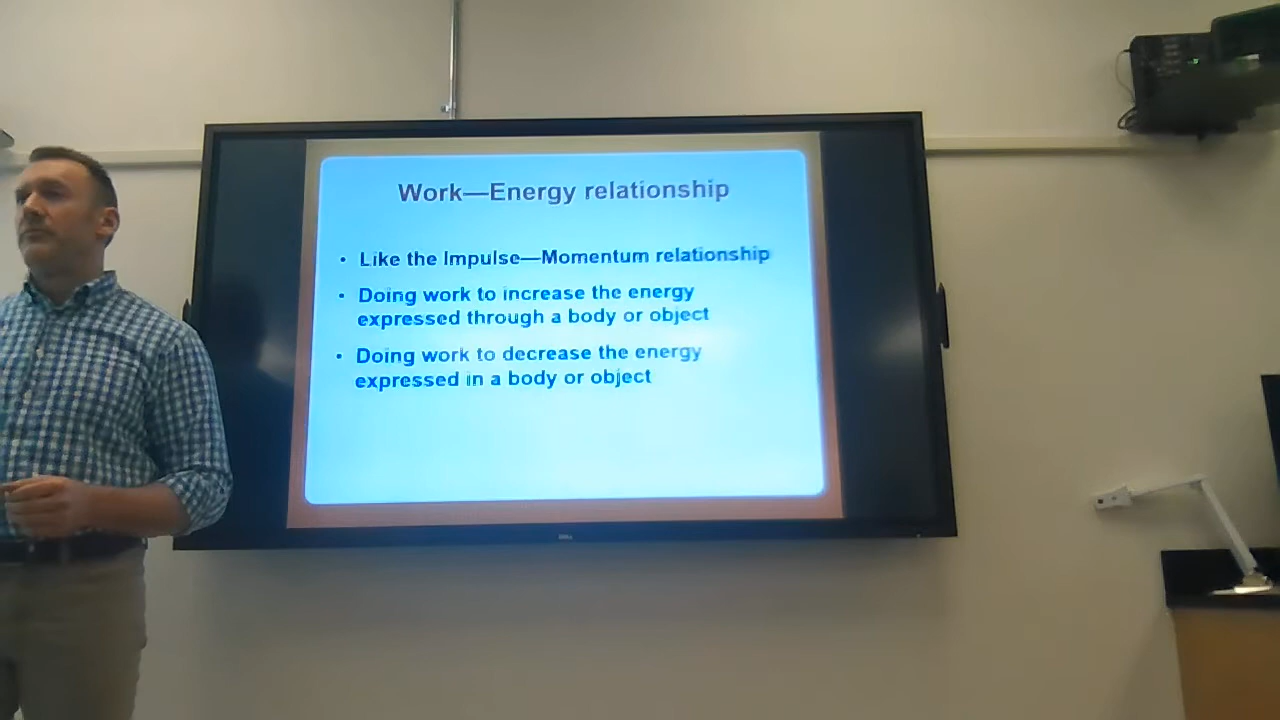 Work—Energy relationship
• Like the Impulse—Momentum relationship
• Doing work to increase the energy
expressed through a body or object
• Doing work to decrease the energy
expressed in a body or object